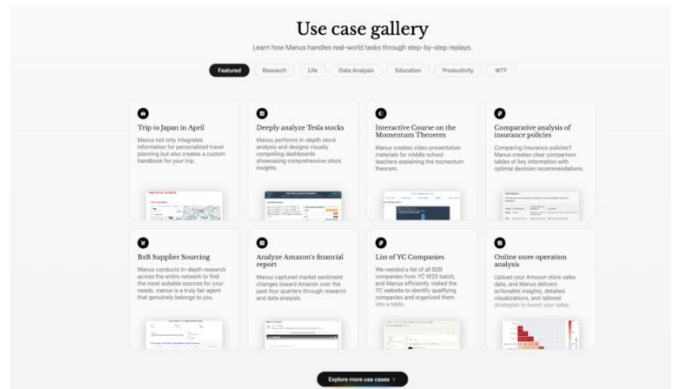 Use case gallery
Learn how Manus handles real-world tasks through step-by-step replays.
Featured
Research
Life
Data Analysis
Education
Productivity
WTF
Trip to Japan in April
Manus not only integrates
information for personalized travel
planning but also creates a custom
handbook for your trip.
Deeply analyze Tesla stocks
Manus performs in-depth stock
analysis and designs visually
compelling dashboards
showcasing comprehensive stock
insights.
Interactive Course on the
Momentum Theorem
Manus creates video presentation
materials for middle school
teachers explaining the momentum
theorem.
Comparative analysis of
insurance policies
Comparing insurance policies?
Manus creates clear comparison
tables of key information with
optimal decision recommendations.
B2B Supplier Sourcing
Manus conducts in-depth research
across the entire network to find
the most suitable sources for your
needs. manus is a truly fair agent
that genuinely belongs to you.
Analyze Amazon's financial
report
Manus captured market sentiment
changes toward Amazon over the
past four quarters through research
and data analysis.
List of YC Companies
We needed a list of all B2B
companies from YC W25 batch,
and Manus efficiently visited the
YC website to identify qualifying
companies and organized them
into a table.
Online store operation
analysis
Upload your Amazon store sales
data, and Manus delivers
actionable insights, detailed
visualizations, and tailored
strategies to boost your sales.
Explore more use cases ›